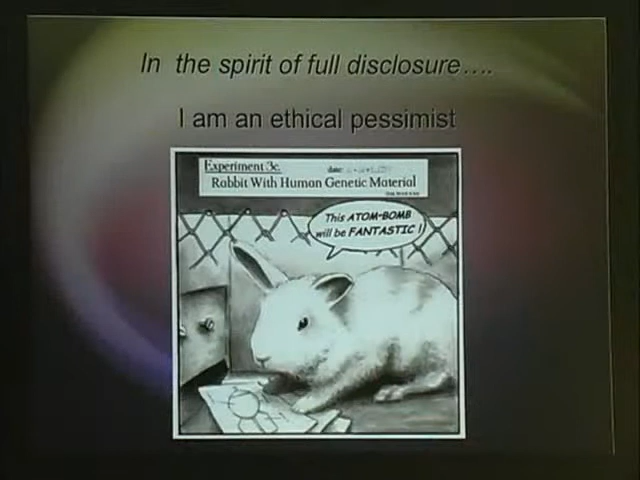 In the spirit of full disclosure....
I am an ethical pessimist
Experiment 3c.
date:
Rabbit With Human Genetic Material
This ATOM-BOMB
will be FANTASTIC !!